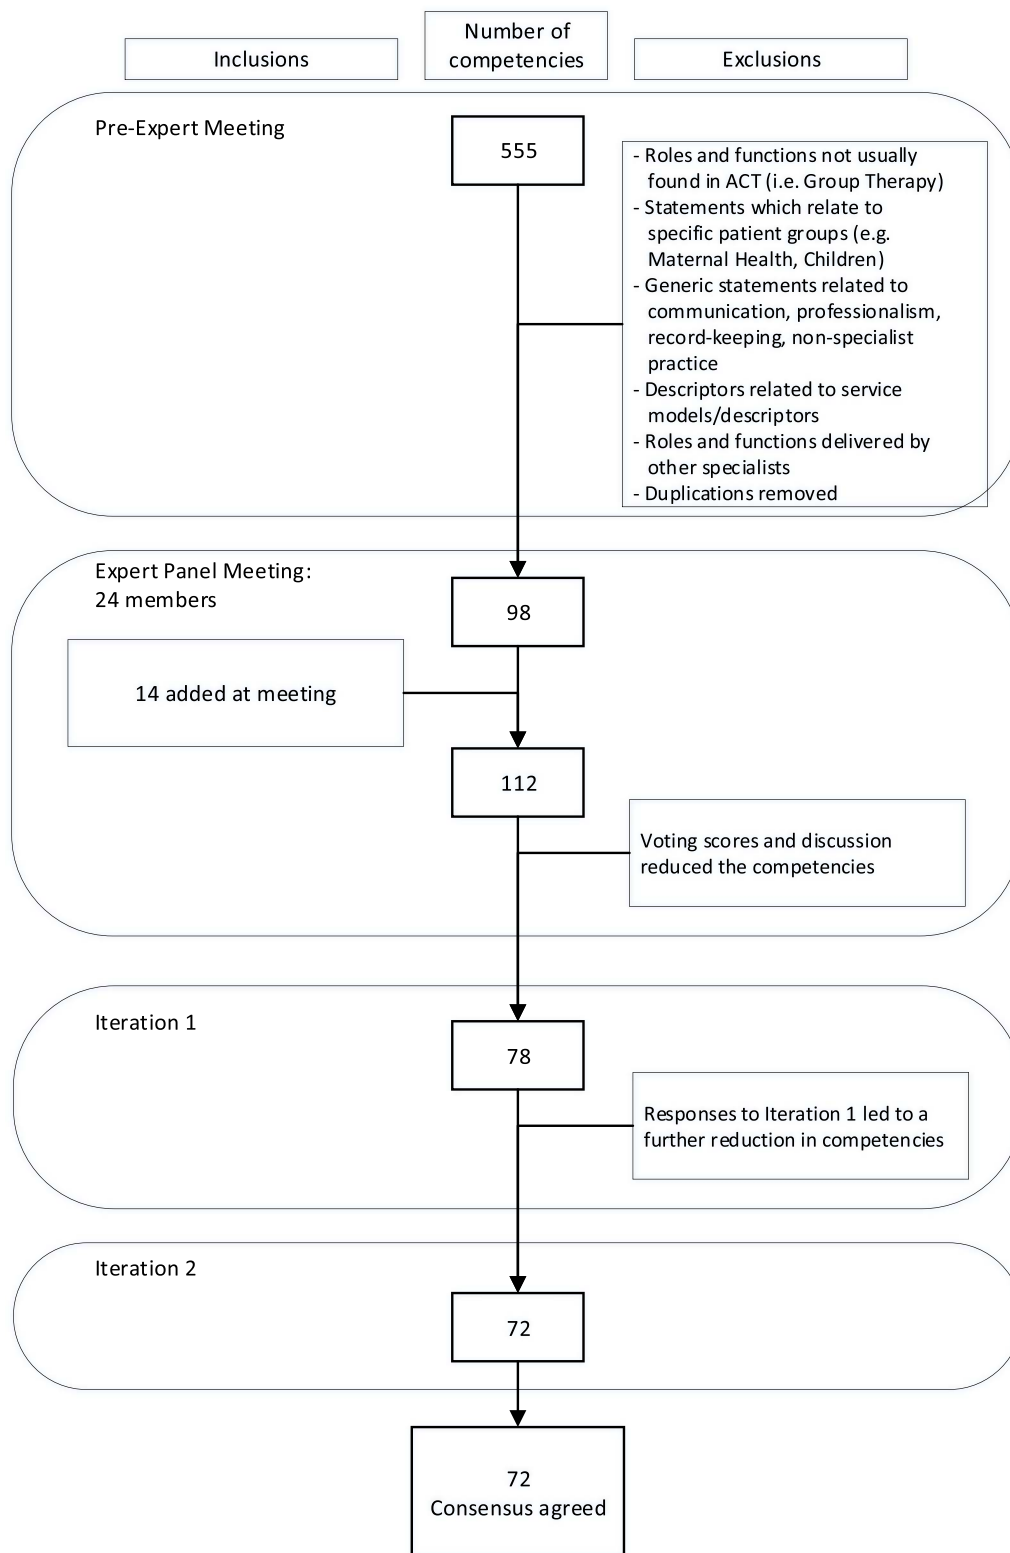 Inclusions
Number of
competencies
Exclusions
Pre-Expert Meeting
555
- Roles and functions not usually
found in ACT (i.e. Group Therapy)
- Statements which relate to
specific patient groups (e.g.
Maternal Health, Children)
- Generic statements related to
communication, professionalism,
record-keeping, non-specialist
practice
- Descriptors related to service
models/descriptors
- Roles and functions delivered by
other specialists
- Duplications removed
Expert Panel Meeting:
24 members
98
14 added at meeting
112
Voting scores and discussion
reduced the competencies
Iteration 1
78
Responses to Iteration 1 led to a
further reduction in competencies
Iteration 2
72
72
Consensus agreed